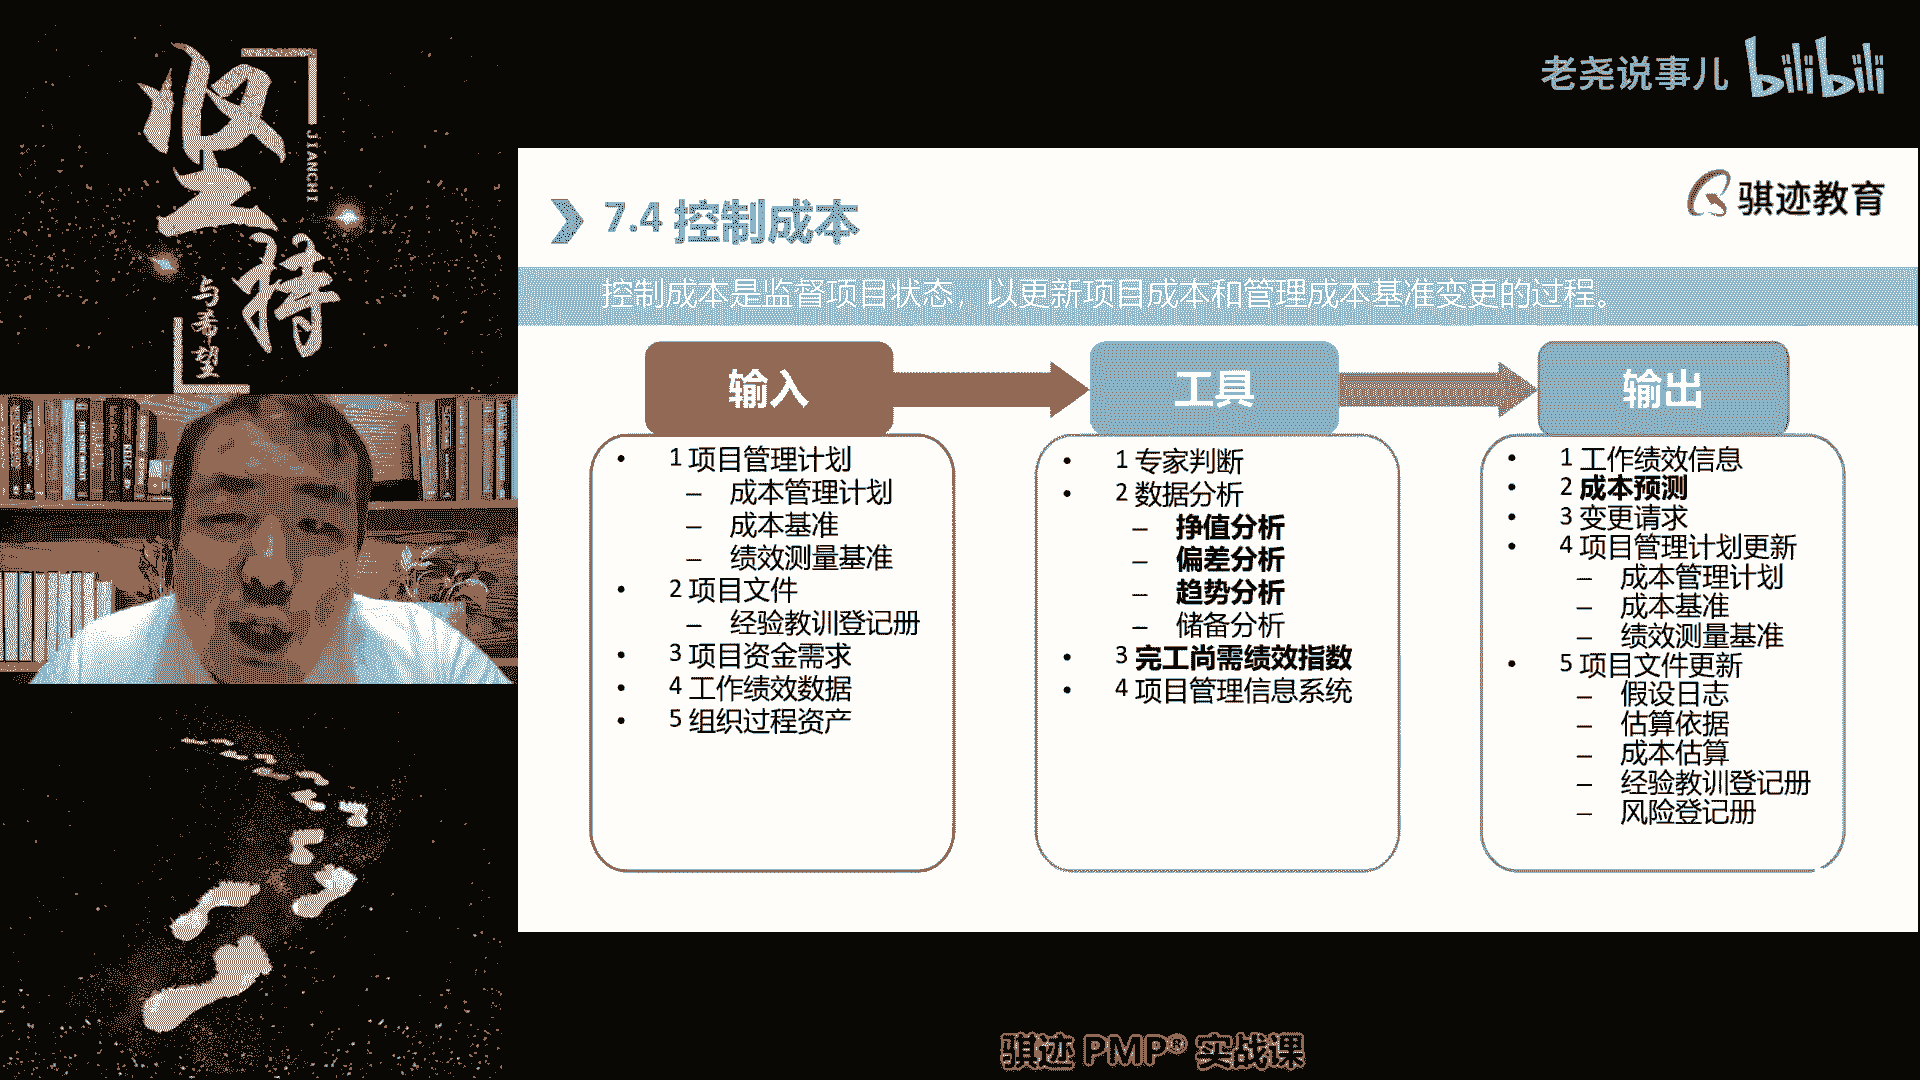 坚持
JIANCHI
与希望
老尧说事儿 bilibili
骐迹教育
7.4 控制成本
控制成本是监督项目状态，以更新项目成本和管理成本基准变更的过程。
输入
• 1 项目管理计划
– 成本管理计划
– 成本基准
– 绩效测量基准
• 2 项目文件
– 经验教训登记册
• 3 项目资金需求
• 4 工作绩效数据
• 5 组织过程资产
工具
• 1 专家判断
• 2 数据分析
– 挣值分析
– 偏差分析
– 趋势分析
– 储备分析
• 3 完工尚需绩效指数
• 4 项目管理信息系统
输出
• 1 工作绩效信息
• 2 成本预测
• 3 变更请求
• 4 项目管理计划更新
– 成本管理计划
– 成本基准
– 绩效测量基准
• 5 项目文件更新
– 假设日志
– 估算依据
– 成本估算
– 经验教训登记册
– 风险登记册
骐迹 PMP® 实战课